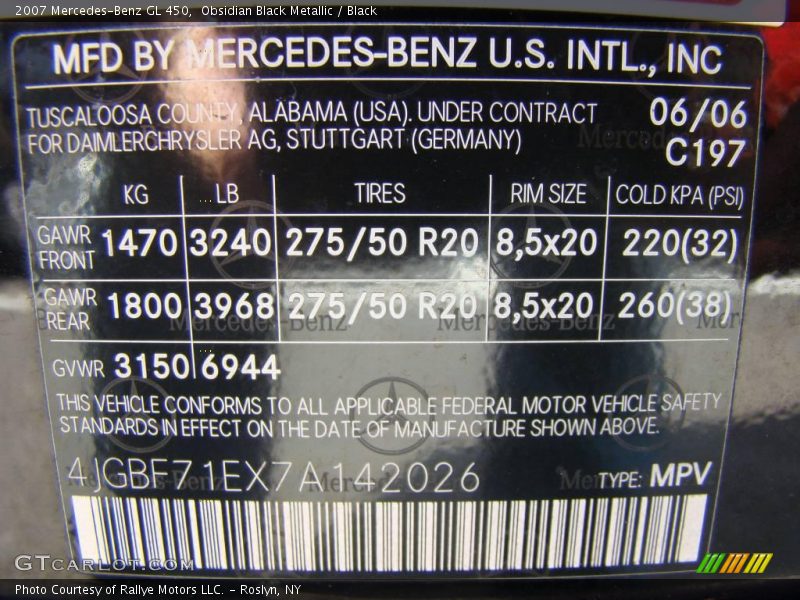 2007 Mercedes-Benz GL 450,  Obsidian Black Metallic / Black
MFD BY MERCEDES-BENZ U.S. INTL., INC
TUSCALOOSA COUNTY, ALABAMA (USA). UNDER CONTRACT
FOR DAIMLERCHRYSLER AG, STUTTGART (GERMANY)
06/06
C197
KG LB TIRES RIM SIZE COLD KPA (PSI)
GAWR FRONT 1470 3240 275/50 R20 8,5x20 220(32)
GAWR REAR 1800 3968 275/50 R20 8,5x20 260(38)
GVWR 3150 6944
THIS VEHICLE CONFORMS TO ALL APPLICABLE FEDERAL MOTOR VEHICLE SAFETY
STANDARDS IN EFFECT ON THE DATE OF MANUFACTURE SHOWN ABOVE.
4JGBF71EX7A142026 TYPE: MPV
GTcarlot.com
Photo Courtesy of Rallye Motors LLC. – Roslyn, NY